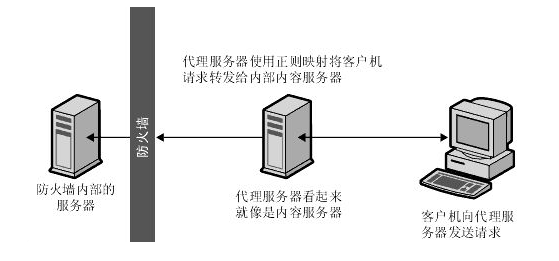 代理服务器使用正则映射将客户机
请求转发给内部内容服务器
防火墙
防火墙内部的
服务器
代理服务器看起来
就像是内容服务器
客户机向代理服
务器发送请求